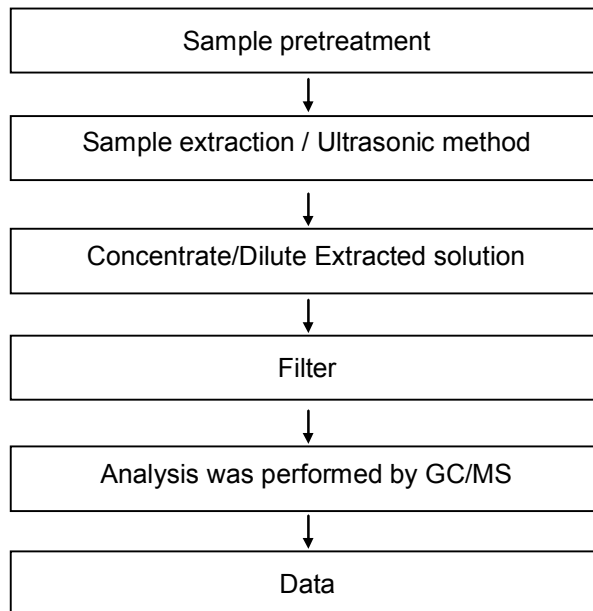 Sample pretreatment
Sample extraction / Ultrasonic method
Concentrate/Dilute Extracted solution
Filter
Analysis was performed by GC/MS
Data